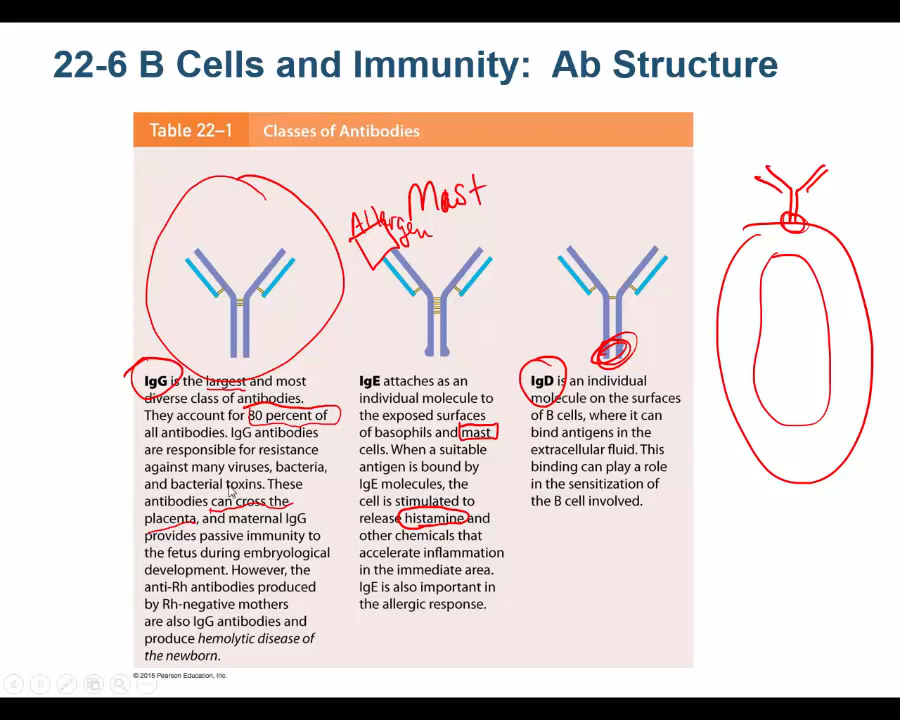 22-6 B Cells and Immunity: Ab Structure
Table 22–1 Classes of Antibodies
Mast
Allergen
IgG is the largest and most
diverse class of antibodies.
They account for 80 percent of
all antibodies. IgG antibodies
are responsible for resistance
against many viruses, bacteria,
and bacterial toxins. These
antibodies can cross the
placenta, and maternal IgG
provides passive immunity to
the fetus during embryological
development. However, the
anti-Rh antibodies produced
by Rh-negative mothers
are also IgG antibodies and
produce hemolytic disease of
the newborn.
IgE attaches as an
individual molecule to
the exposed surfaces
of basophils and mast
cells. When a suitable
antigen is bound by
IgE molecules, the
cell is stimulated to
release histamine and
other chemicals that
accelerate inflammation
in the immediate area.
IgE is also important in
the allergic response.
IgD is an individual
molecule on the surfaces
of B cells, where it can
bind antigens in the
extracellular fluid. This
binding can play a role
in the sensitization of
the B cell involved.
© 2015 Pearson Education, Inc.